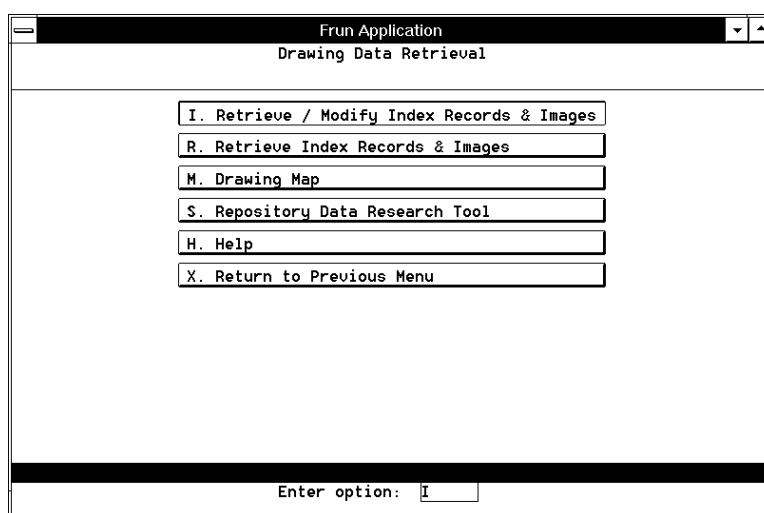 Frun Application
Drawing Data Retrieval
I. Retrieve / Modify Index Records & Images
R. Retrieve Index Records & Images
M. Drawing Map
S. Repository Data Research Tool
H. Help
X. Return to Previous Menu
Enter option: I